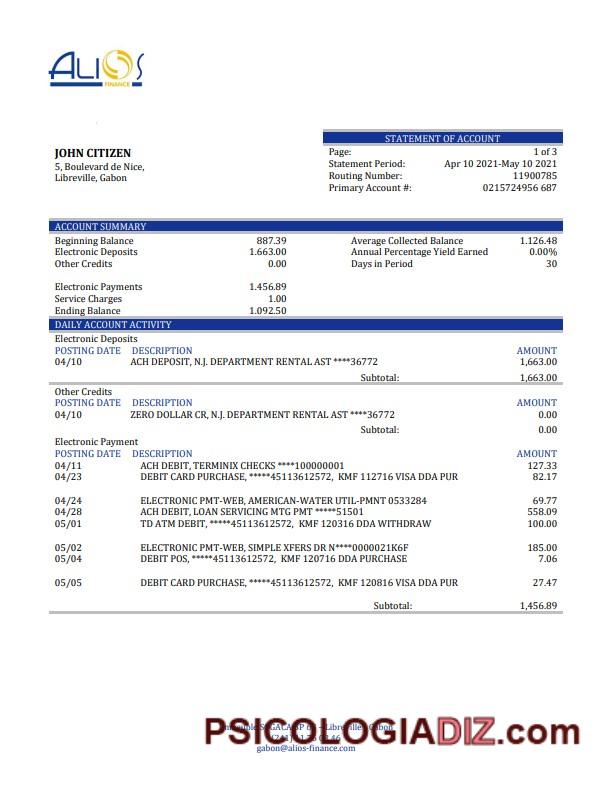 ALIOS
FINANCE
STATEMENT OF ACCOUNT
JOHN CITIZEN
5, Boulevard de Nice,
Libreville, Gabon
Page: 1 of 3
Statement Period: Apr 10 2021-May 10 2021
Routing Number: 11900785
Primary Account #: 0215724956 687
ACCOUNT SUMMARY
Beginning Balance 887.39 Average Collected Balance 1.126.48
Electronic Deposits 1.663.00 Annual Percentage Yield Earned 0.00%
Other Credits 0.00 Days in Period 30
Electronic Payments 1.456.89
Service Charges 1.00
Ending Balance 1.092.50
DAILY ACCOUNT ACTIVITY
Electronic Deposits
POSTING DATE DESCRIPTION AMOUNT
04/10 ACH DEPOSIT, N.J. DEPARTMENT RENTAL AST ****36772 1,663.00
Subtotal: 1,663.00
Other Credits
POSTING DATE DESCRIPTION AMOUNT
04/10 ZERO DOLLAR CR, N.J. DEPARTMENT RENTAL AST ****36772 0.00
Subtotal: 0.00
Electronic Payment
POSTING DATE DESCRIPTION AMOUNT
04/11 ACH DEBIT, TERMINIX CHECKS ****100000001 127.33
04/23 DEBIT CARD PURCHASE, *****45113612572, KMF 112716 VISA DDA PUR 82.17
04/24 ELECTRONIC PMT-WEB, AMERICAN-WATER UTIL-PMNT 0533284 69.77
04/28 ACH DEBIT, LOAN SERVICING MTG PMT *****51501 558.09
05/01 TD ATM DEBIT, *****45113612572, KMF 120316 DDA WITHDRAW 100.00
05/02 ELECTRONIC PMT-WEB, SIMPLE XFERS DR N****0000021K6F 185.00
05/04 DEBIT POS, *****45113612572, KMF 120716 DDA PURCHASE 7.06
05/05 DEBIT CARD PURCHASE, *****45113612572, KMF 120816 VISA DDA PUR 27.47
Subtotal: 1,456.89
PSICOLOGIADIZ.com
gabon@alios-finance.com